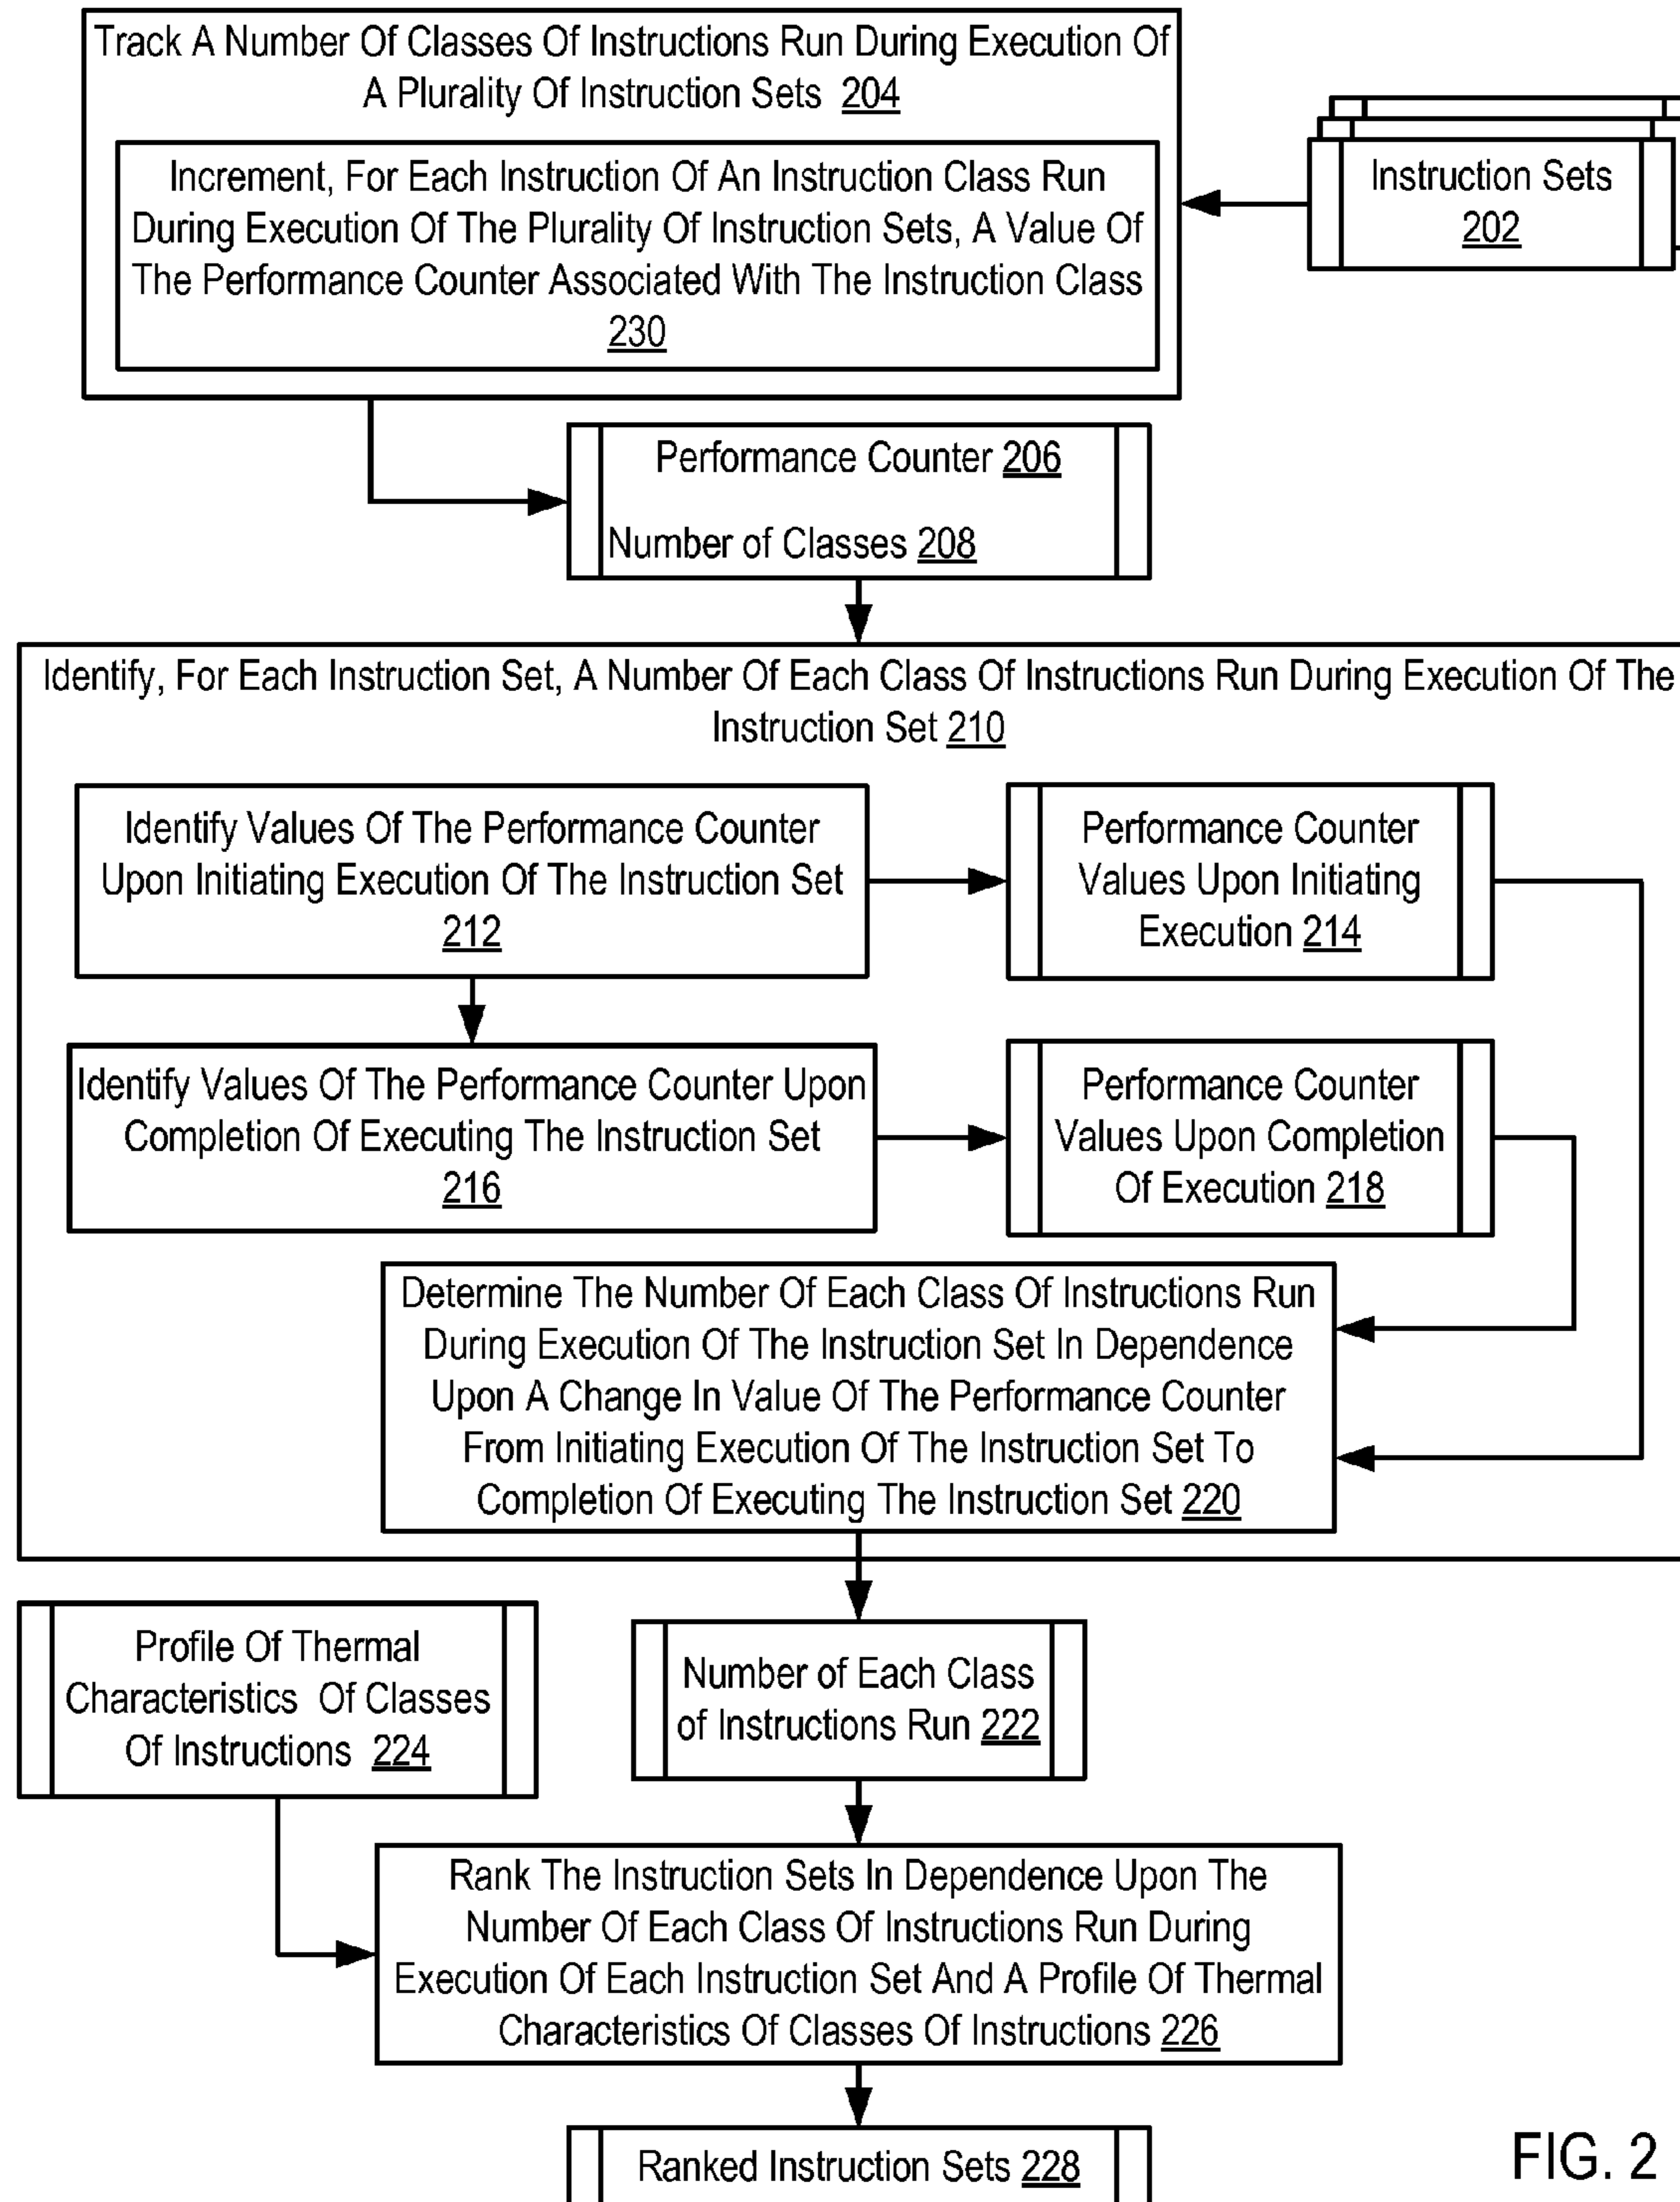 Track A Number Of Classes Of Instructions Run During Execution Of
A Plurality Of Instruction Sets 204
Increment, For Each Instruction Of An Instruction Class Run
During Execution Of The Plurality Of Instruction Sets, A Value Of
The Performance Counter Associated With The Instruction Class
230
Instruction Sets
202
Performance Counter 206
Number of Classes 208
Identify, For Each Instruction Set, A Number Of Each Class Of Instructions Run During Execution Of The
Instruction Set 210
Identify Values Of The Performance Counter
Upon Initiating Execution Of The Instruction Set
212
Performance Counter
Values Upon Initiating
Execution 214
Identify Values Of The Performance Counter Upon
Completion Of Executing The Instruction Set
216
Performance Counter
Values Upon Completion
Of Execution 218
Determine The Number Of Each Class Of Instructions Run
During Execution Of The Instruction Set In Dependence
Upon A Change In Value Of The Performance Counter
From Initiating Execution Of The Instruction Set To
Completion Of Executing The Instruction Set 220
Profile Of Thermal
Characteristics Of Classes
Of Instructions 224
Number of Each Class
of Instructions Run 222
Rank The Instruction Sets In Dependence Upon The
Number Of Each Class Of Instructions Run During
Execution Of Each Instruction Set And A Profile Of Thermal
Characteristics Of Classes Of Instructions 226
Ranked Instruction Sets 228
FIG. 2